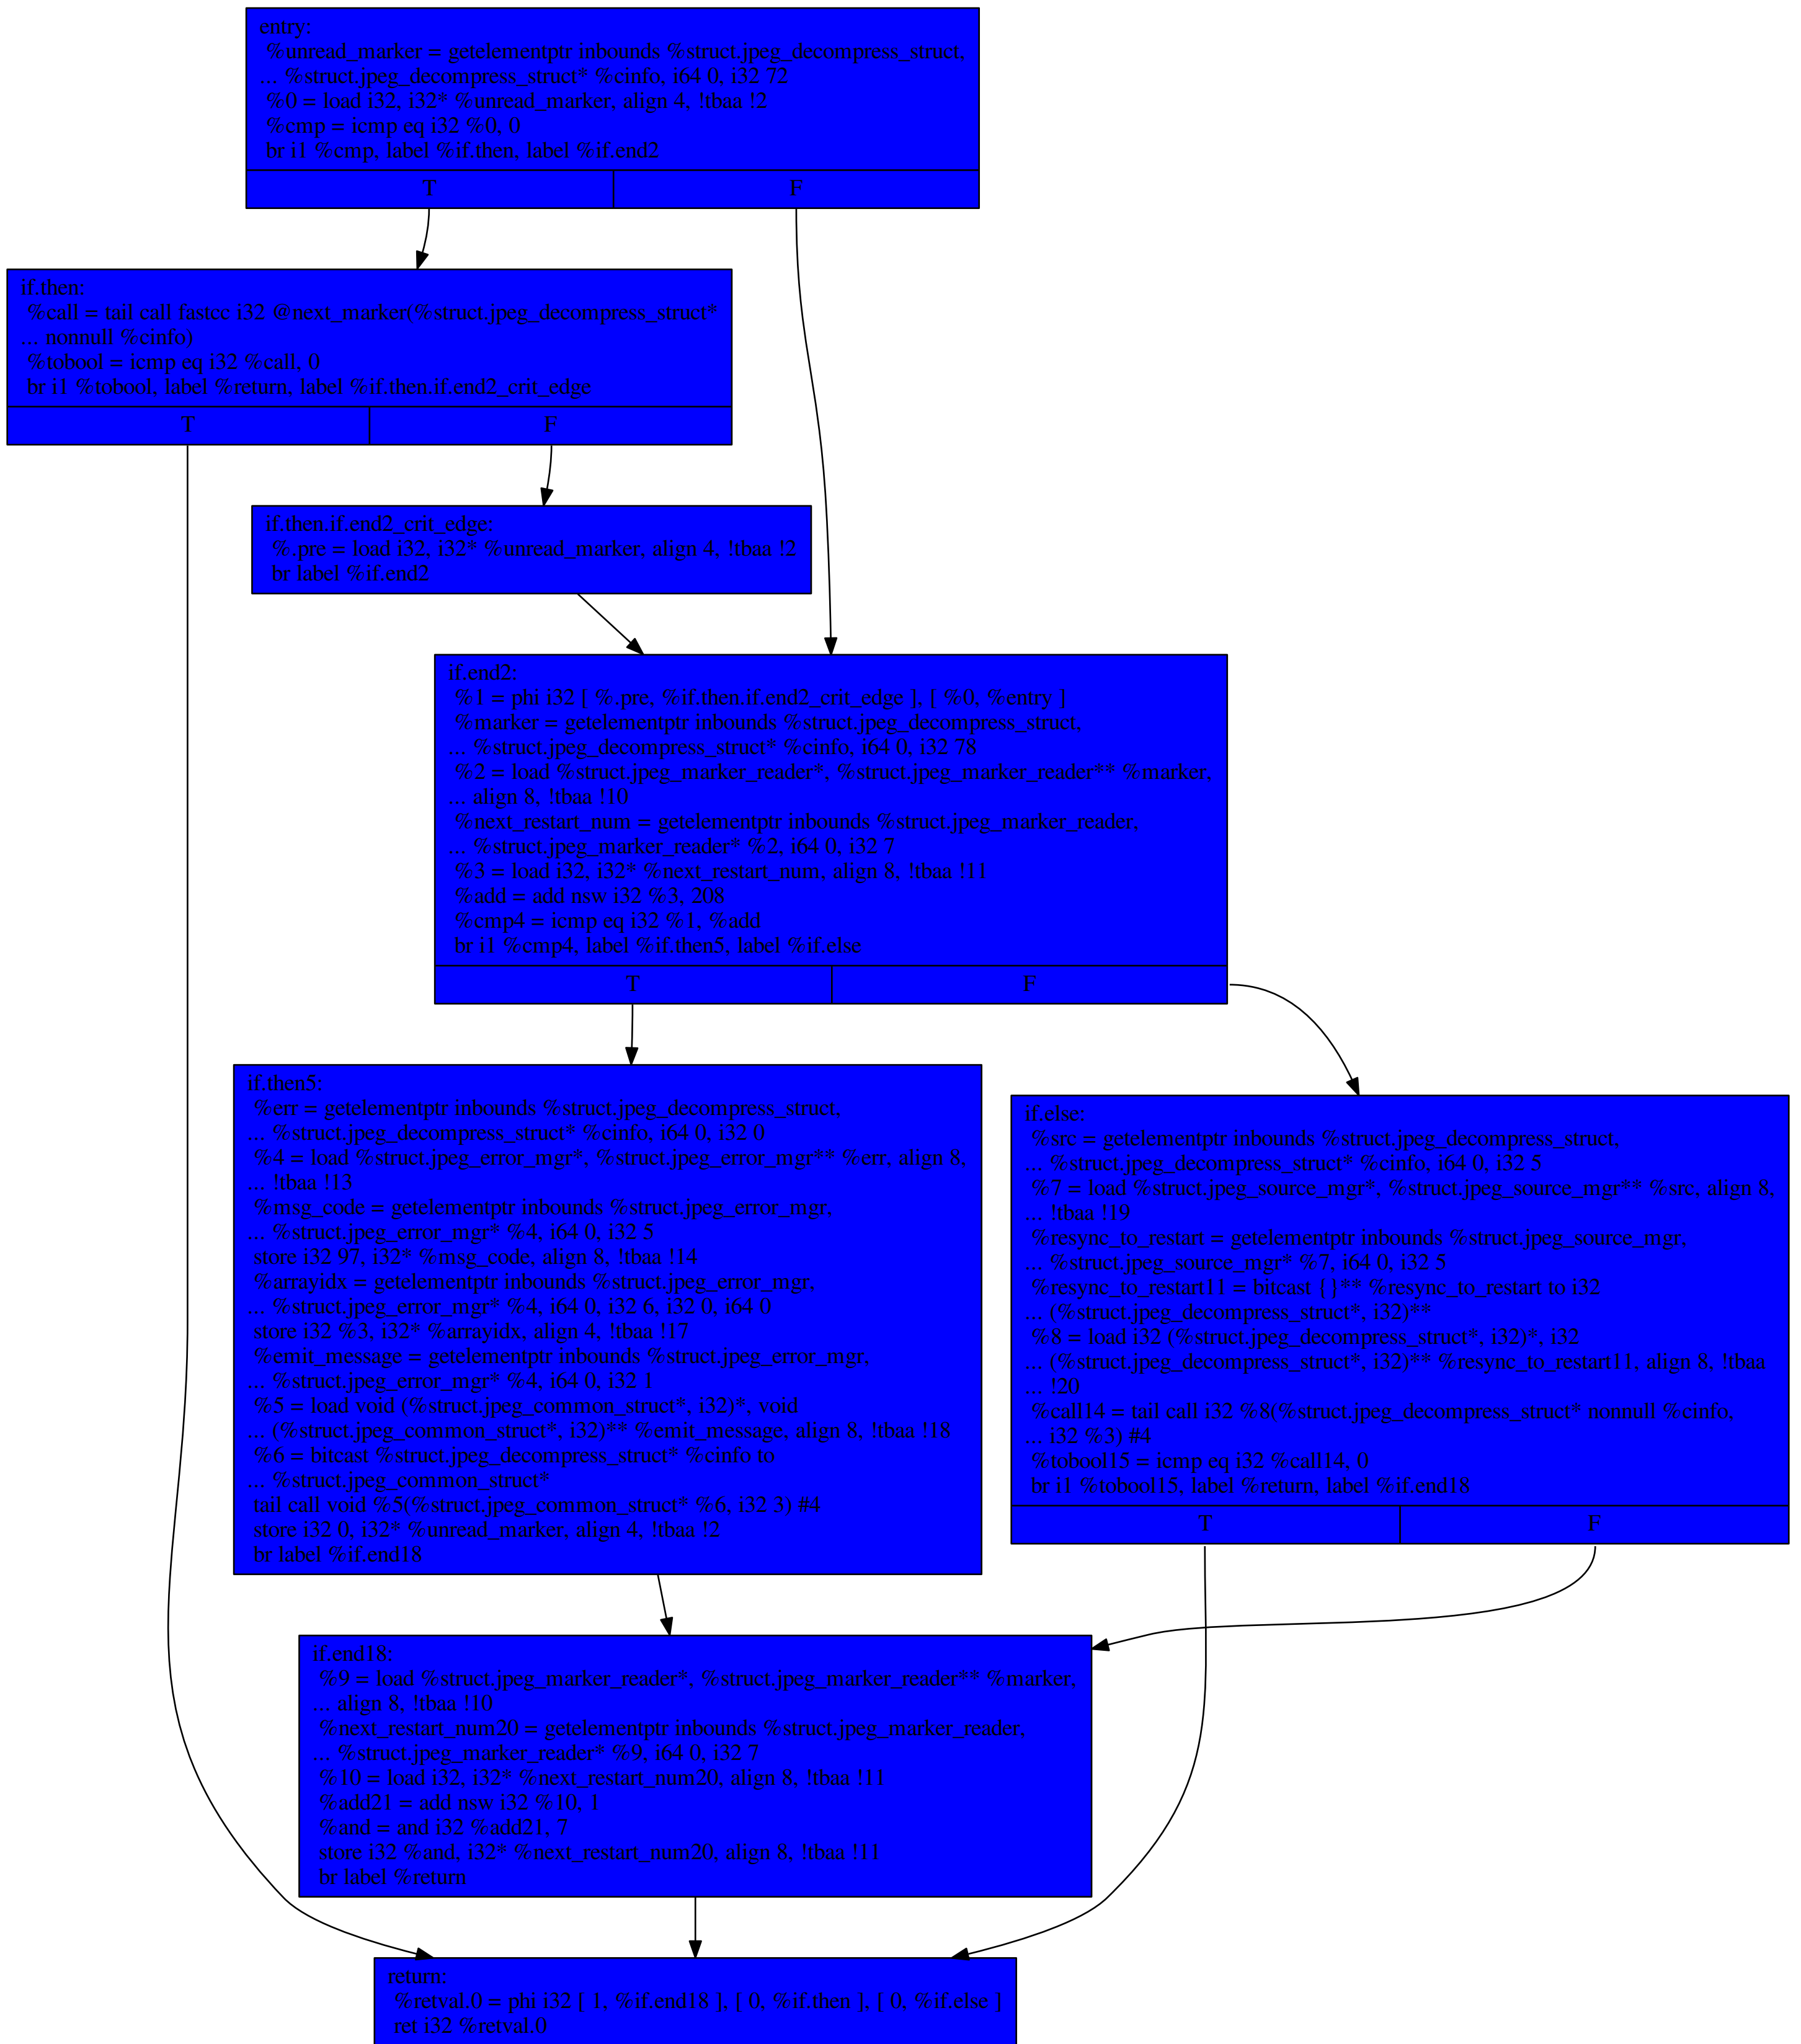 entry:
%unread_marker = getelementptr inbounds %struct.jpeg_decompress_struct,
... %struct.jpeg_decompress_struct* %cinfo, i64 0, i32 72
%0 = load i32, i32* %unread_marker, align 4, !tbaa !2
%cmp = icmp eq i32 %0, 0
br i1 %cmp, label %if.then, label %if.end2
T F
if.then:
%call = tail call fastcc i32 @next_marker(%struct.jpeg_decompress_struct*
... nonnull %cinfo)
%tobool = icmp eq i32 %call, 0
br i1 %tobool, label %return, label %if.then.if.end2_crit_edge
T F
if.then.if.end2_crit_edge:
%.pre = load i32, i32* %unread_marker, align 4, !tbaa !2
br label %if.end2
if.end2:
%1 = phi i32 [ %.pre, %if.then.if.end2_crit_edge ], [ %0, %entry ]
%marker = getelementptr inbounds %struct.jpeg_decompress_struct,
... %struct.jpeg_decompress_struct* %cinfo, i64 0, i32 78
%2 = load %struct.jpeg_marker_reader*, %struct.jpeg_marker_reader** %marker,
... align 8, !tbaa !10
%next_restart_num = getelementptr inbounds %struct.jpeg_marker_reader,
... %struct.jpeg_marker_reader* %2, i64 0, i32 7
%3 = load i32, i32* %next_restart_num, align 8, !tbaa !11
%add = add nsw i32 %3, 208
%cmp4 = icmp eq i32 %1, %add
br i1 %cmp4, label %if.then5, label %if.else
T F
if.then5:
%err = getelementptr inbounds %struct.jpeg_decompress_struct,
... %struct.jpeg_decompress_struct* %cinfo, i64 0, i32 0
%4 = load %struct.jpeg_error_mgr*, %struct.jpeg_error_mgr** %err, align 8,
... !tbaa !13
%msg_code = getelementptr inbounds %struct.jpeg_error_mgr,
... %struct.jpeg_error_mgr* %4, i64 0, i32 5
store i32 97, i32* %msg_code, align 8, !tbaa !14
%arrayidx = getelementptr inbounds %struct.jpeg_error_mgr,
... %struct.jpeg_error_mgr* %4, i64 0, i32 6, i32 0, i64 0
store i32 %3, i32* %arrayidx, align 4, !tbaa !17
%emit_message = getelementptr inbounds %struct.jpeg_error_mgr,
... %struct.jpeg_error_mgr* %4, i64 0, i32 1
%5 = load void (%struct.jpeg_common_struct*, i32)*, void
... (%struct.jpeg_common_struct*, i32)** %emit_message, align 8, !tbaa !18
%6 = bitcast %struct.jpeg_decompress_struct* %cinfo to
... %struct.jpeg_common_struct*
tail call void %5(%struct.jpeg_common_struct* %6, i32 3) #4
store i32 0, i32* %unread_marker, align 4, !tbaa !2
br label %if.end18
if.else:
%src = getelementptr inbounds %struct.jpeg_decompress_struct,
... %struct.jpeg_decompress_struct* %cinfo, i64 0, i32 5
%7 = load %struct.jpeg_source_mgr*, %struct.jpeg_source_mgr** %src, align 8,
... !tbaa !19
%resync_to_restart = getelementptr inbounds %struct.jpeg_source_mgr,
... %struct.jpeg_source_mgr* %7, i64 0, i32 5
%resync_to_restart11 = bitcast {}** %resync_to_restart to i32
... (%struct.jpeg_decompress_struct*, i32)**
%8 = load i32 (%struct.jpeg_decompress_struct*, i32)*, i32
... (%struct.jpeg_decompress_struct*, i32)** %resync_to_restart11, align 8, !tbaa
... !20
%call14 = tail call i32 %8(%struct.jpeg_decompress_struct* nonnull %cinfo,
... i32 %3) #4
%tobool15 = icmp eq i32 %call14, 0
br i1 %tobool15, label %return, label %if.end18
T F
if.end18:
%9 = load %struct.jpeg_marker_reader*, %struct.jpeg_marker_reader** %marker,
... align 8, !tbaa !10
%next_restart_num20 = getelementptr inbounds %struct.jpeg_marker_reader,
... %struct.jpeg_marker_reader* %9, i64 0, i32 7
%10 = load i32, i32* %next_restart_num20, align 8, !tbaa !11
%add21 = add nsw i32 %10, 1
%and = and i32 %add21, 7
store i32 %and, i32* %next_restart_num20, align 8, !tbaa !11
br label %return
return:
%retval.0 = phi i32 [ 1, %if.end18 ], [ 0, %if.then ], [ 0, %if.else ]
ret i32 %retval.0